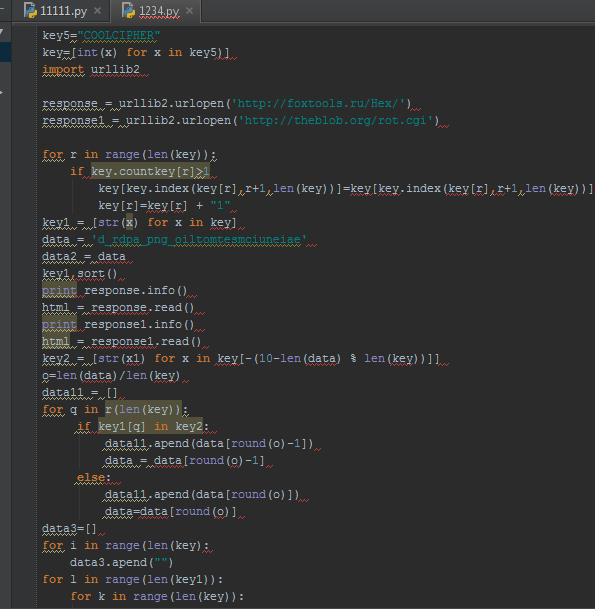 11111.py × 1234.py ×
key5="COOLCIPHER"
key=[int(x) for x in key5)]
import urllib2
response = urllib2.urlopen('http://foxtools.ru/Hex/')
response1 = urllib2.urlopen('http://theblob.org/rot.cgi')
for r in range(len(key)):
if key.countkey[r]>1
key[key.index(key[r],r+1,len(key))]=key[key.index(key[r],r+1,len(key))]
key[r]=key[r] + "1"
key1 = [str(x) for x in key]
data = 'd_rdpa_png_oiltomtesmciuneiae'
data2 = data
key1,sort()
print response.info()
html = response.read()
print response1.info()
html = response1.read()
key2 = [str(x1) for x in key[-(10-len(data) % len(key))]]
o=len(data)/len(key)
data11 = []
for q in r(len(key)):
if key1[q] in key2:
data11.apend(data[round(o)-1])
data = data[round(o)-1]
else:
data11.apend(data[round(o)])
data=data[round(o)]
data3=[]
for i in range(len(key):
data3.apend("")
for l in range(len(key1)):
for k in range(len(key)):